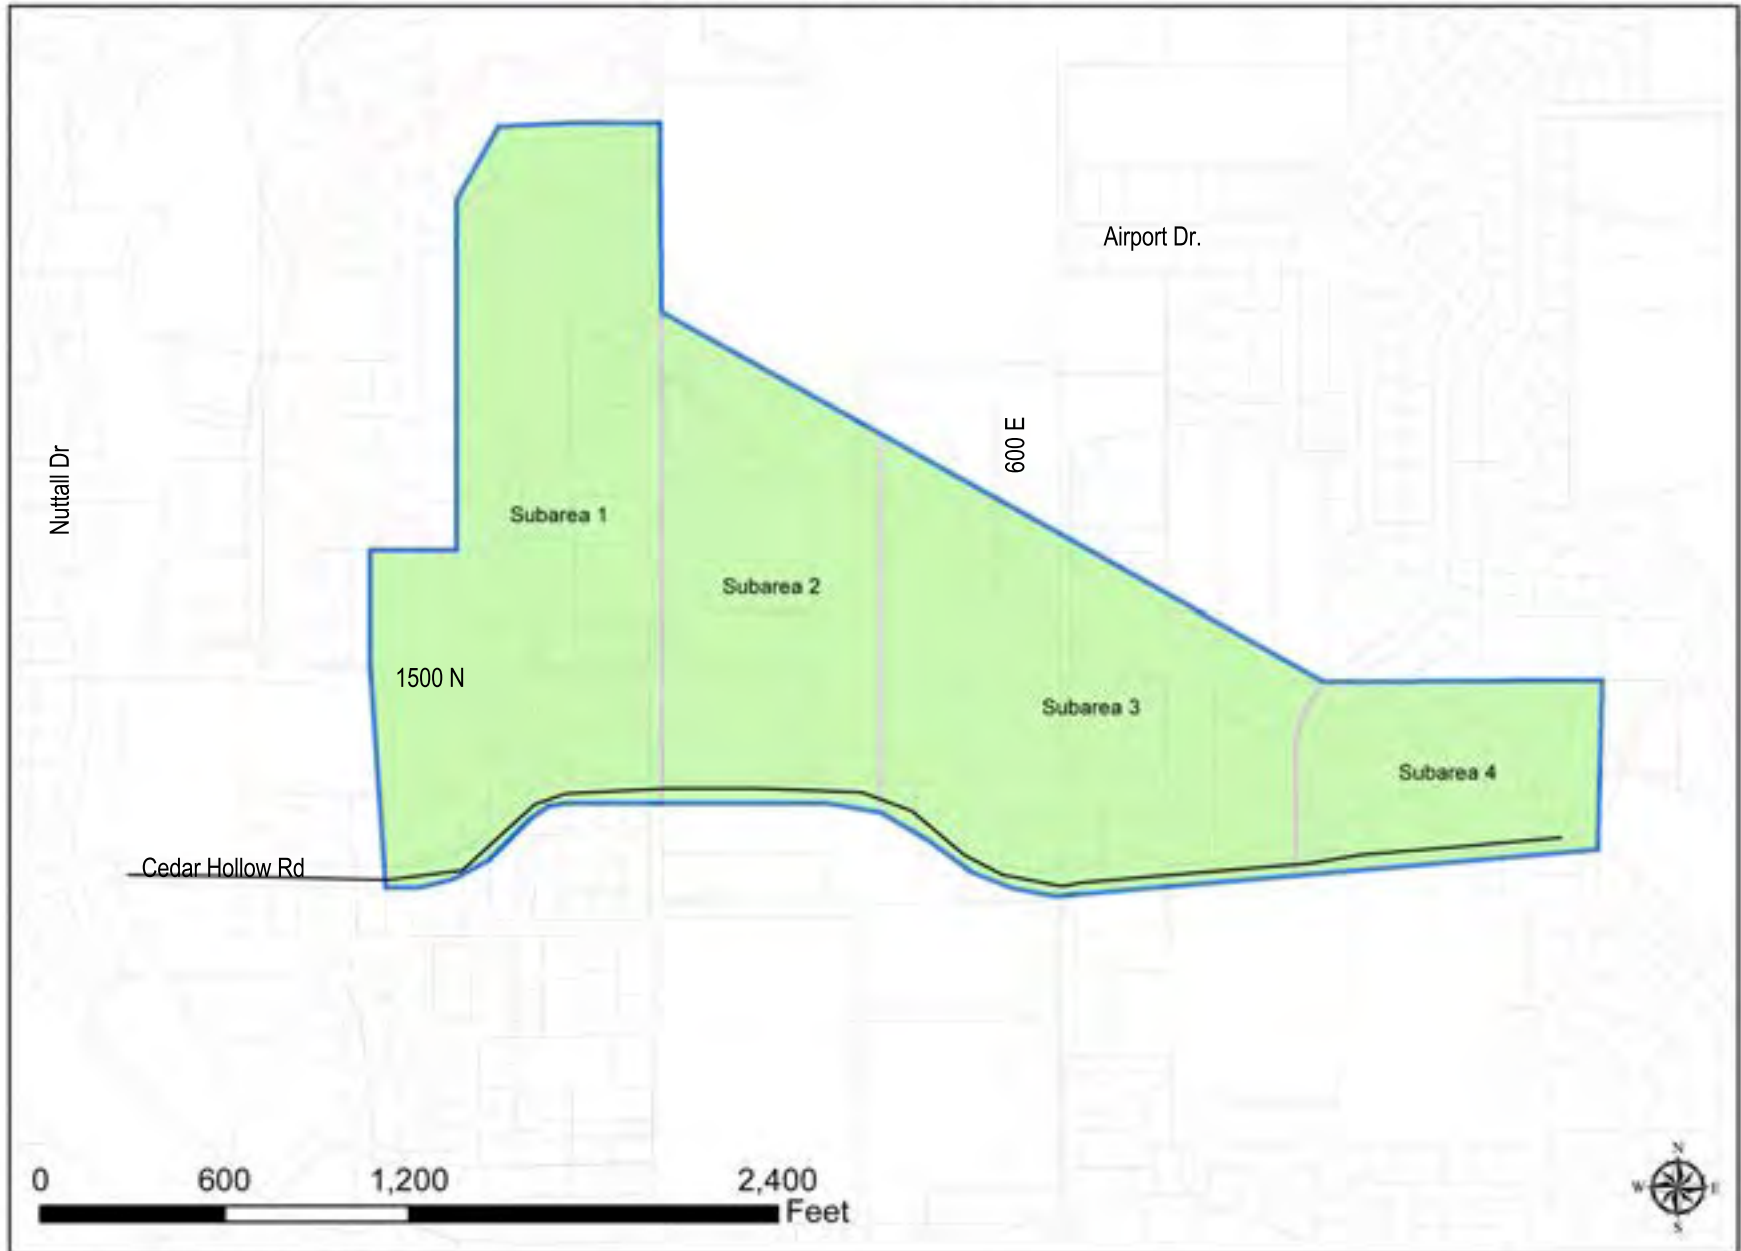 Airport Dr.
600 E
Nuttall Dr
Subarea 1
Subarea 2
1500 N
Subarea 3
Subarea 4
Cedar Hollow Rd
0 600 1,200 2,400
Feet
N
W E
S